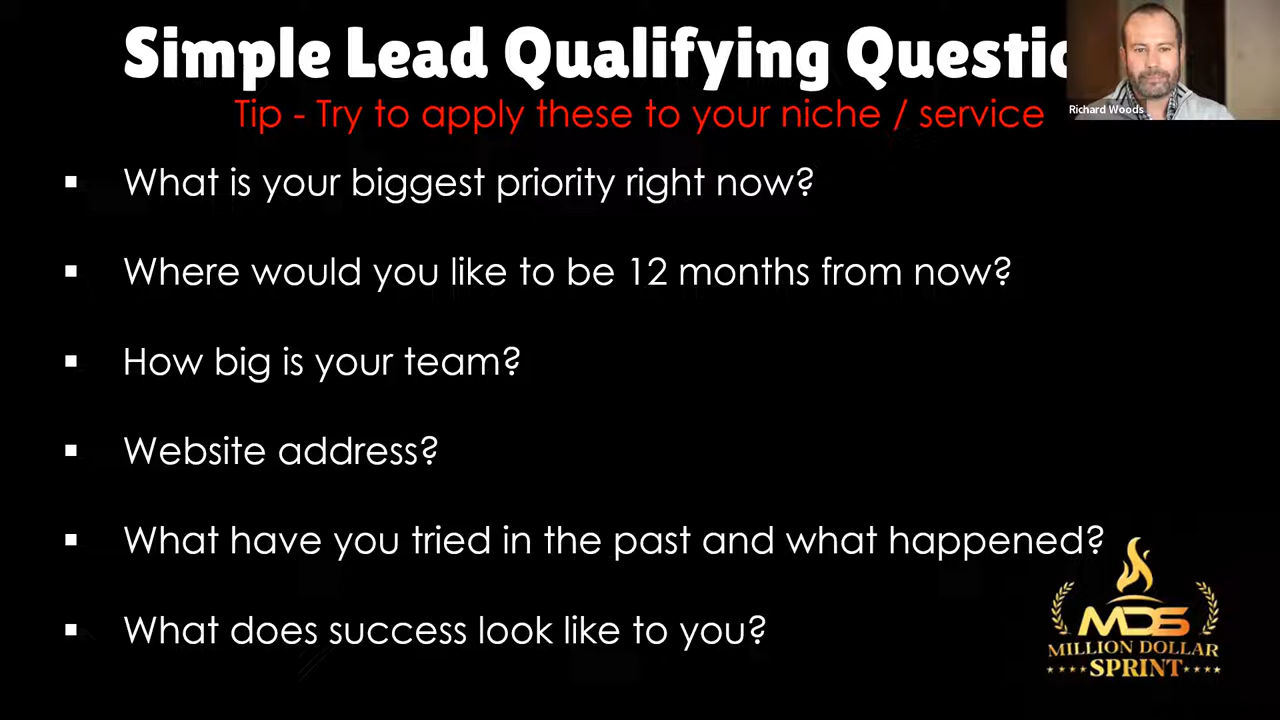 Simple Lead Qualifying Questio
Tip - Try to apply these to your niche / service
Richard Woods
▪ What is your biggest priority right now?
▪ Where would you like to be 12 months from now?
▪ How big is your team?
▪ Website address?
▪ What have you tried in the past and what happened?
▪ What does success look like to you?
MDS
MILLION DOLLAR
SPRINT